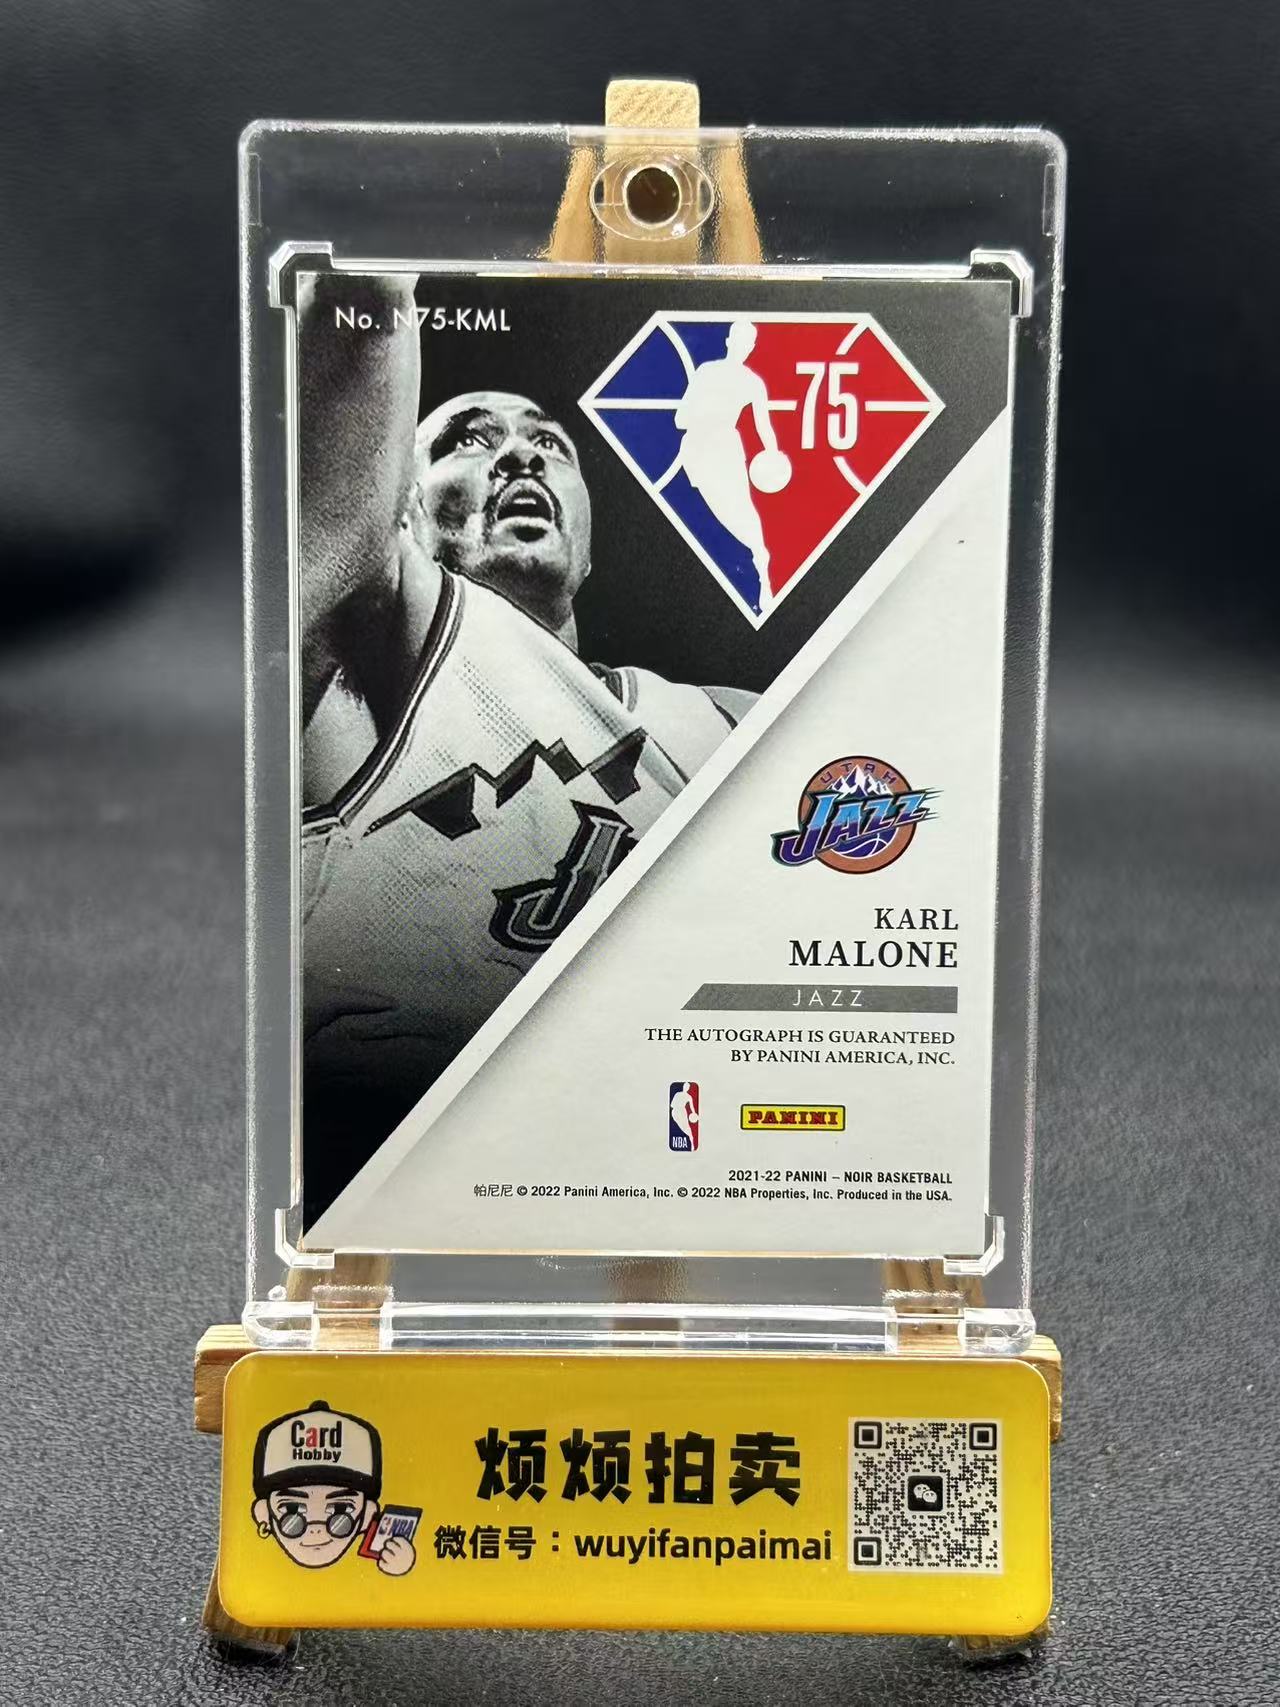 No. N75-KML
75
UTAH
JAZZ
J
KARL
MALONE
JAZZ
THE AUTOGRAPH IS GUARANTEED
BY PANINI AMERICA, INC.
NBA
PANINI
2021-22 PANINI – NOIR BASKETBALL
帕尼尼 © 2022 Panini America, Inc. © 2022 NBA Properties, Inc. Produced in the USA.
Card
Hobby
NBA
烦烦拍卖
微信号：wuyifanpaimai